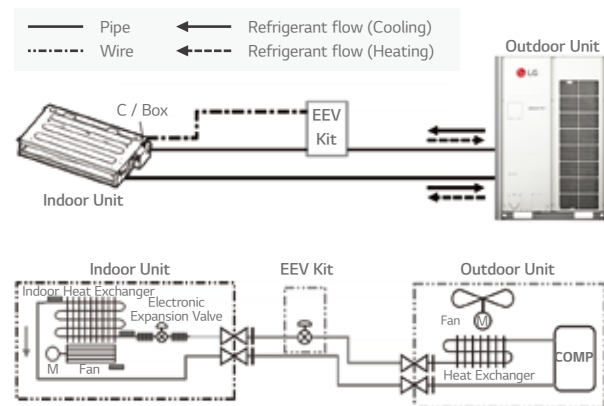 Pipe
Refrigerant flow (Cooling)
Wire
Refrigerant flow (Heating)
Outdoor Unit
LG
C / Box
EEV
Kit
Indoor Unit
Indoor Unit
EEV Kit
Outdoor Unit
Indoor Heat Exchanger
Electronic
Expansion Valve
Fan
M
M
Fan
Heat Exchanger
COMP